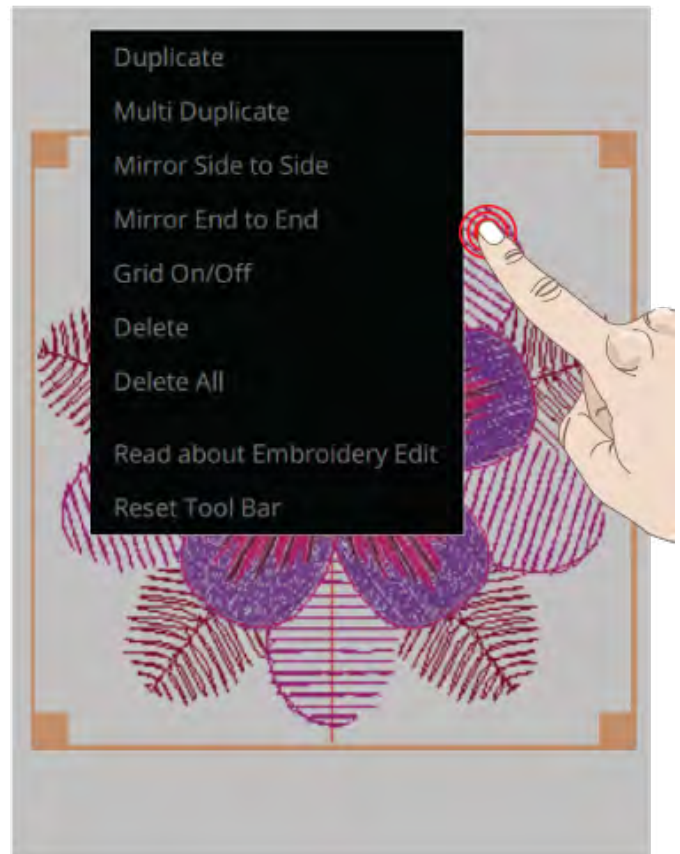 Duplicate
Multi Duplicate
Mirror Side to Side
Mirror End to End
Grid On/Off
Delete
Delete All
Read about Embroidery Edit
Reset Tool Bar